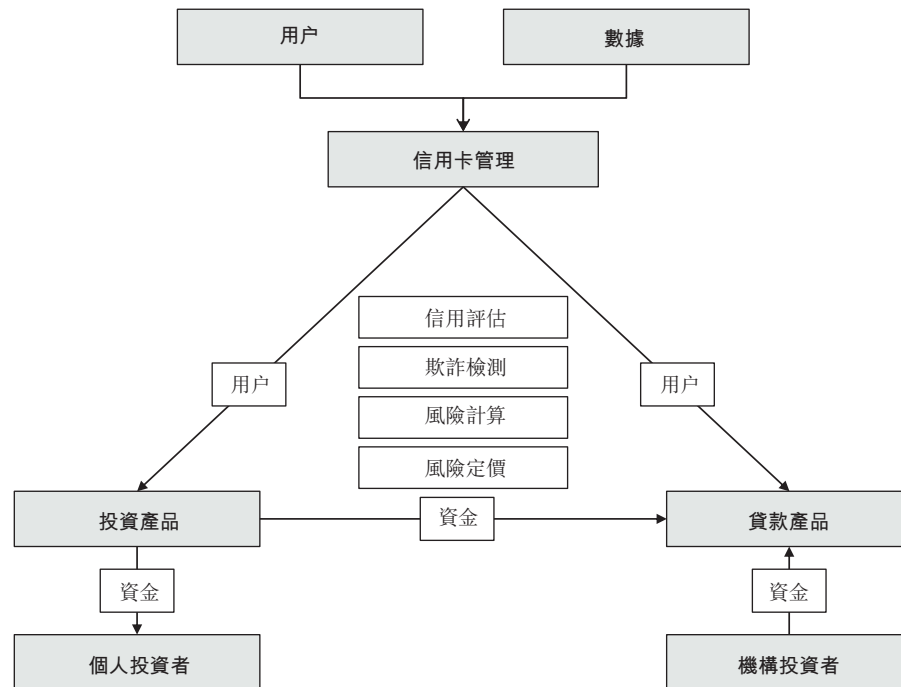 用户
數據
信用卡管理
信用評估
欺詐檢測
用户
用户
風險計算
風險定價
投資產品
資金
貸款產品
資金
資金
個人投資者
機構投資者